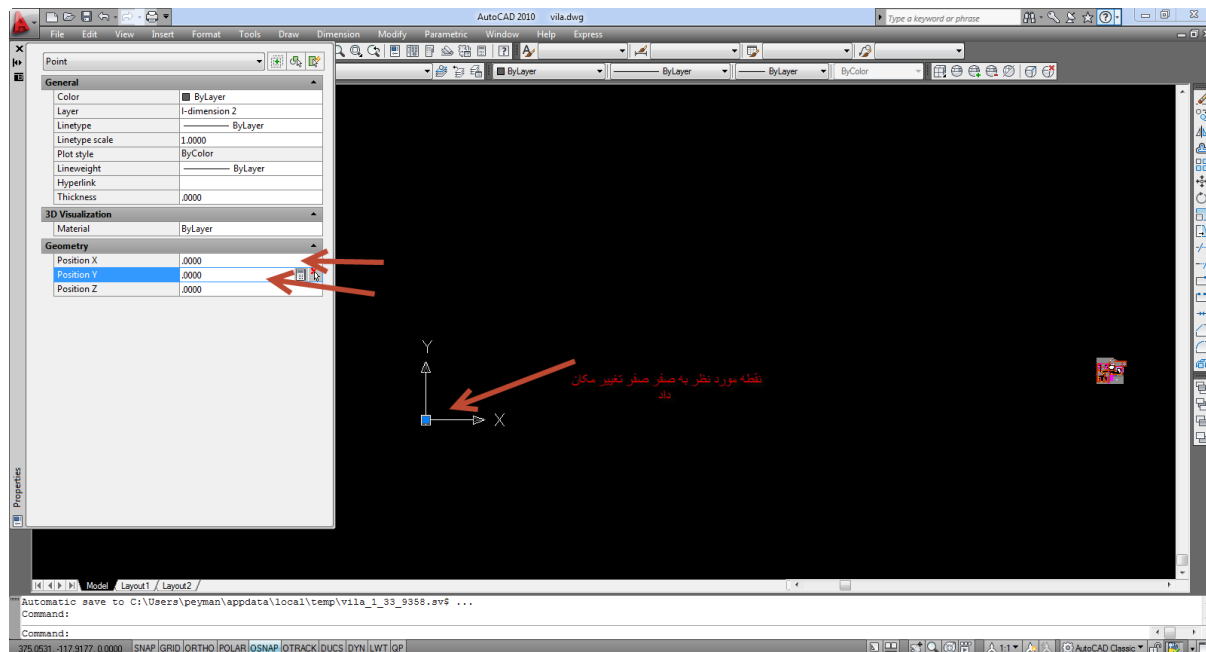 AutoCAD 2010 vila.dwg
Type a keyword or phrase
File Edit View Insert Format Tools Draw Dimension Modify Parametric Window Help Express
Point
ByLayer ByLayer ByLayer ByColor
General
Color ByLayer
Layer I-dimension 2
Linetype ByLayer
Linetype scale 1.0000
Plot style ByColor
Lineweight ByLayer
Hyperlink
Thickness .0000
3D Visualization
Material ByLayer
Geometry
Position X .0000
Position Y .0000
Position Z .0000
Y
X
نقطه مورد نظر به صفر صفر تغییر مکان
داد
Properties
Model Layout1 Layout2
Automatic save to C:\Users\peyman\appdata\local\temp\vila_1_33_9358.sv$ ...
Command:
Command:
375.0531, -117.9177, 0.0000 SNAP GRID ORTHO POLAR OSNAP OTRACK DUCS DYN LWT QP 1:1 AutoCAD Classic